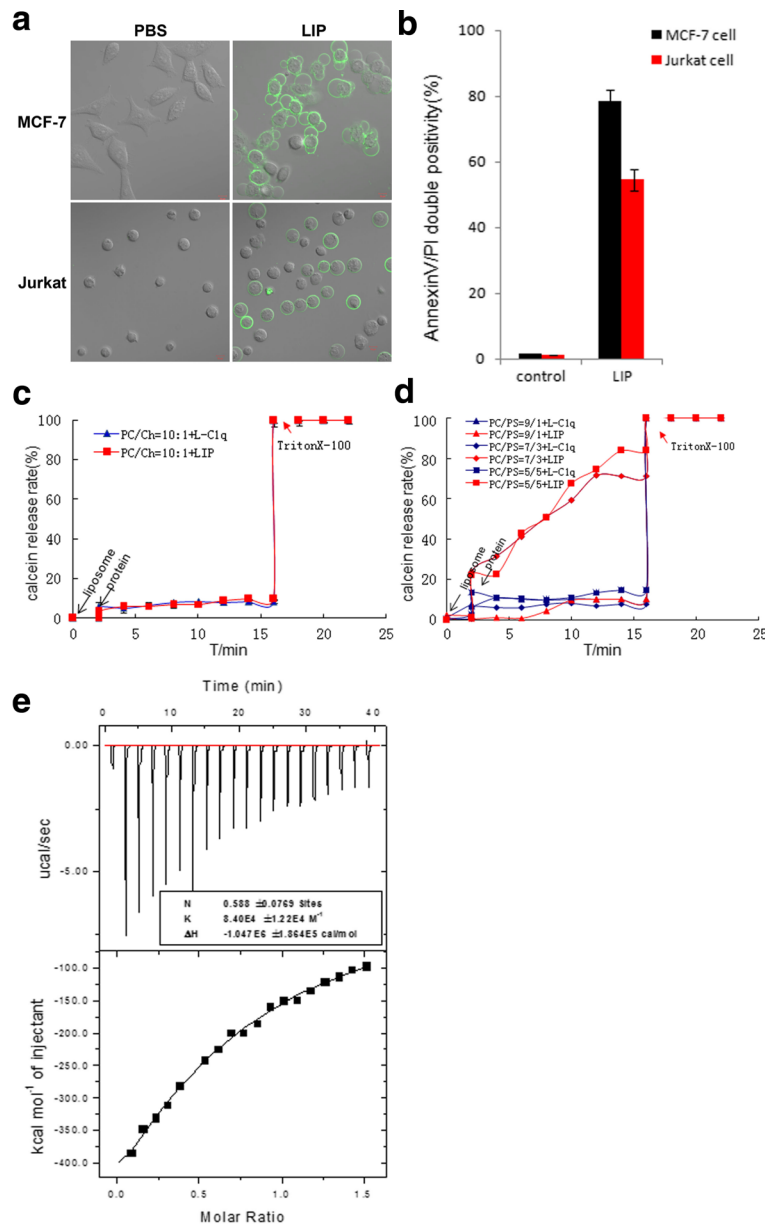 a
PBS
LIP
MCF-7
Jurkat
b
MCF-7 cell
Jurkat cell
AnnexinV/PI double positivity(%)
100
80
60
40
20
0
control
LIP
c
PC/Ch=10:1+L-C1q
PC/Ch=10:1+LIP
TritonX-100
liposome
protein
calcein release rate(%)
100
80
60
40
20
0
0 5 10 15 20 25
T/min
d
PC/PS=9/1+L-C1q
PC/PS=9/1+LIP
PC/PS=7/3+L-C1q
PC/PS=7/3+LIP
PC/PS=5/5+L-C1q
PC/PS=5/5+LIP
TritonX-100
liposome
protein
calcein release rate(%)
100
80
60
40
20
0
0 5 10 15 20 25
T/min
e
Time (min)
0 10 20 30 40
0.00
-5.00
ucal/sec
N 0.588 ±0.0769 Sites
K 8.40E4 ±1.22E4 M⁻¹
ΔH -1.047E6 ±1.864E5 cal/mol
-100.0
-150.0
-200.0
-250.0
-300.0
-350.0
-400.0
kcal mol⁻¹ of injectant
0.0 0.5 1.0 1.5
Molar Ratio